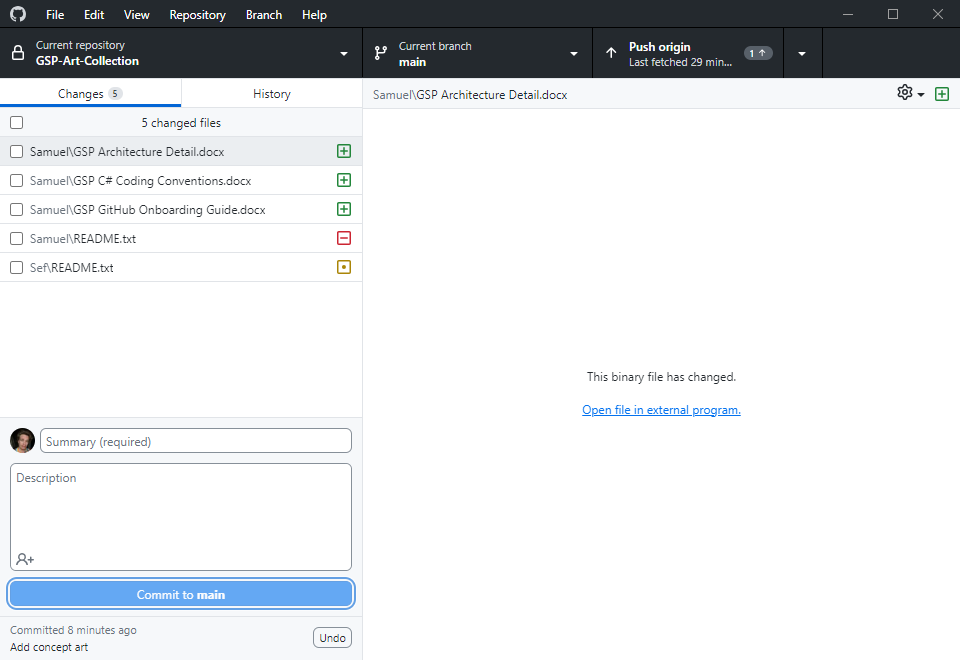 File Edit View Repository Branch Help
Current repository
GSP-Art-Collection
Current branch
main
Push origin
Last fetched 29 min...
1
Changes 5
History
5 changed files
Samuel\GSP Architecture Detail.docx
Samuel\GSP C# Coding Conventions.docx
Samuel\GSP GitHub Onboarding Guide.docx
Samuel\README.txt
Sef\README.txt
Summary (required)
Description
Commit to main
Committed 8 minutes ago
Add concept art
Undo
Samuel\GSP Architecture Detail.docx
This binary file has changed.
Open file in external program.